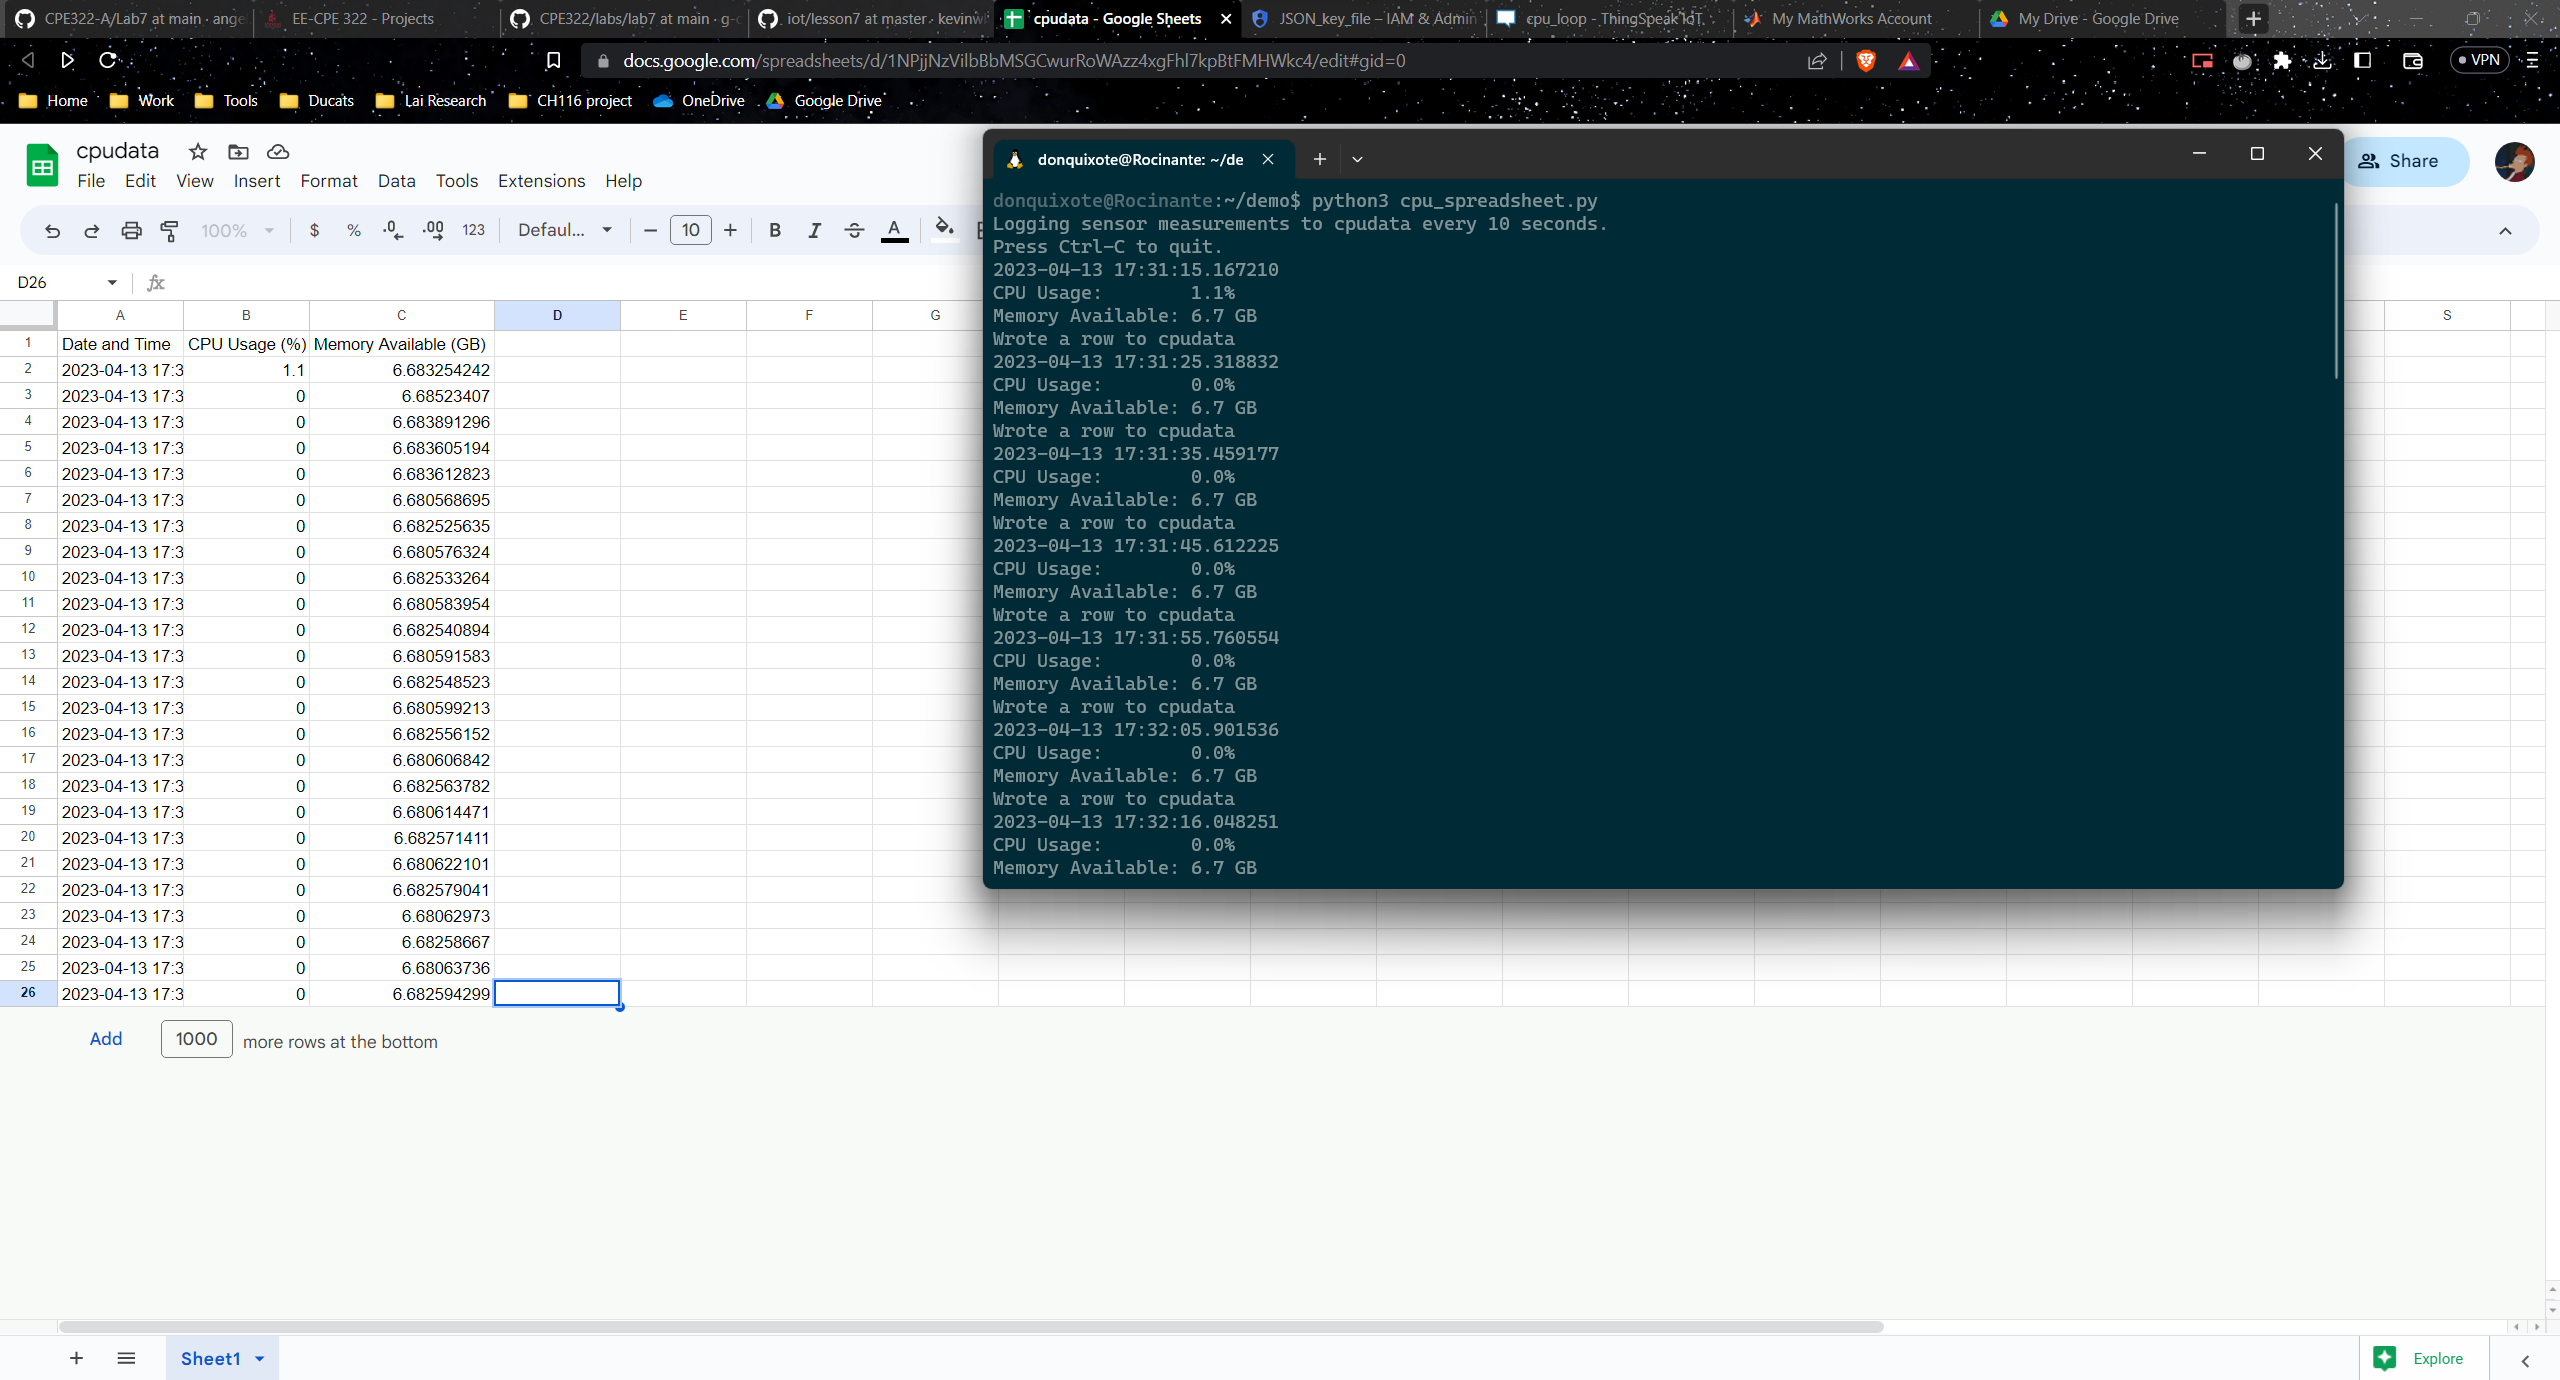 CPE322-A/Lab7 at main · ange
EE-CPE 322 - Projects
CPE322/labs/lab7 at main · g-c
iot/lesson7 at master · kevinw
cpudata - Google Sheets
JSON_key_file – IAM & Admin
cpu_loop - ThingSpeak IoT
My MathWorks Account
My Drive - Google Drive
docs.google.com/spreadsheets/d/1NPjjNzVilbBbMSGCwurRoWAzz4xgFhl7kpBtFMHWkc4/edit#gid=0
VPN
Home Work Tools Ducats Lai Research CH116 project OneDrive Google Drive
cpudata
File Edit View Insert Format Data Tools Extensions Help
Share
100% $ % .0 .00 123 Defaul... − 10 + B I S A
D26 fx
A B C D E F G S
1 Date and Time CPU Usage (%) Memory Available (GB)
2 2023-04-13 17:3 1.1 6.683254242
3 2023-04-13 17:3 0 6.68523407
4 2023-04-13 17:3 0 6.683891296
5 2023-04-13 17:3 0 6.683605194
6 2023-04-13 17:3 0 6.683612823
7 2023-04-13 17:3 0 6.680568695
8 2023-04-13 17:3 0 6.682525635
9 2023-04-13 17:3 0 6.680576324
10 2023-04-13 17:3 0 6.682533264
11 2023-04-13 17:3 0 6.680583954
12 2023-04-13 17:3 0 6.682540894
13 2023-04-13 17:3 0 6.680591583
14 2023-04-13 17:3 0 6.682548523
15 2023-04-13 17:3 0 6.680599213
16 2023-04-13 17:3 0 6.682556152
17 2023-04-13 17:3 0 6.680606842
18 2023-04-13 17:3 0 6.682563782
19 2023-04-13 17:3 0 6.680614471
20 2023-04-13 17:3 0 6.682571411
21 2023-04-13 17:3 0 6.680622101
22 2023-04-13 17:3 0 6.682579041
23 2023-04-13 17:3 0 6.68062973
24 2023-04-13 17:3 0 6.68258667
25 2023-04-13 17:3 0 6.68063736
26 2023-04-13 17:3 0 6.682594299
Add 1000 more rows at the bottom
Sheet1
Explore
donquixote@Rocinante: ~/de
donquixote@Rocinante:~/demo$ python3 cpu_spreadsheet.py
Logging sensor measurements to cpudata every 10 seconds.
Press Ctrl-C to quit.
2023-04-13 17:31:15.167210
CPU Usage: 1.1%
Memory Available: 6.7 GB
Wrote a row to cpudata
2023-04-13 17:31:25.318832
CPU Usage: 0.0%
Memory Available: 6.7 GB
Wrote a row to cpudata
2023-04-13 17:31:35.459177
CPU Usage: 0.0%
Memory Available: 6.7 GB
Wrote a row to cpudata
2023-04-13 17:31:45.612225
CPU Usage: 0.0%
Memory Available: 6.7 GB
Wrote a row to cpudata
2023-04-13 17:31:55.760554
CPU Usage: 0.0%
Memory Available: 6.7 GB
Wrote a row to cpudata
2023-04-13 17:32:05.901536
CPU Usage: 0.0%
Memory Available: 6.7 GB
Wrote a row to cpudata
2023-04-13 17:32:16.048251
CPU Usage: 0.0%
Memory Available: 6.7 GB